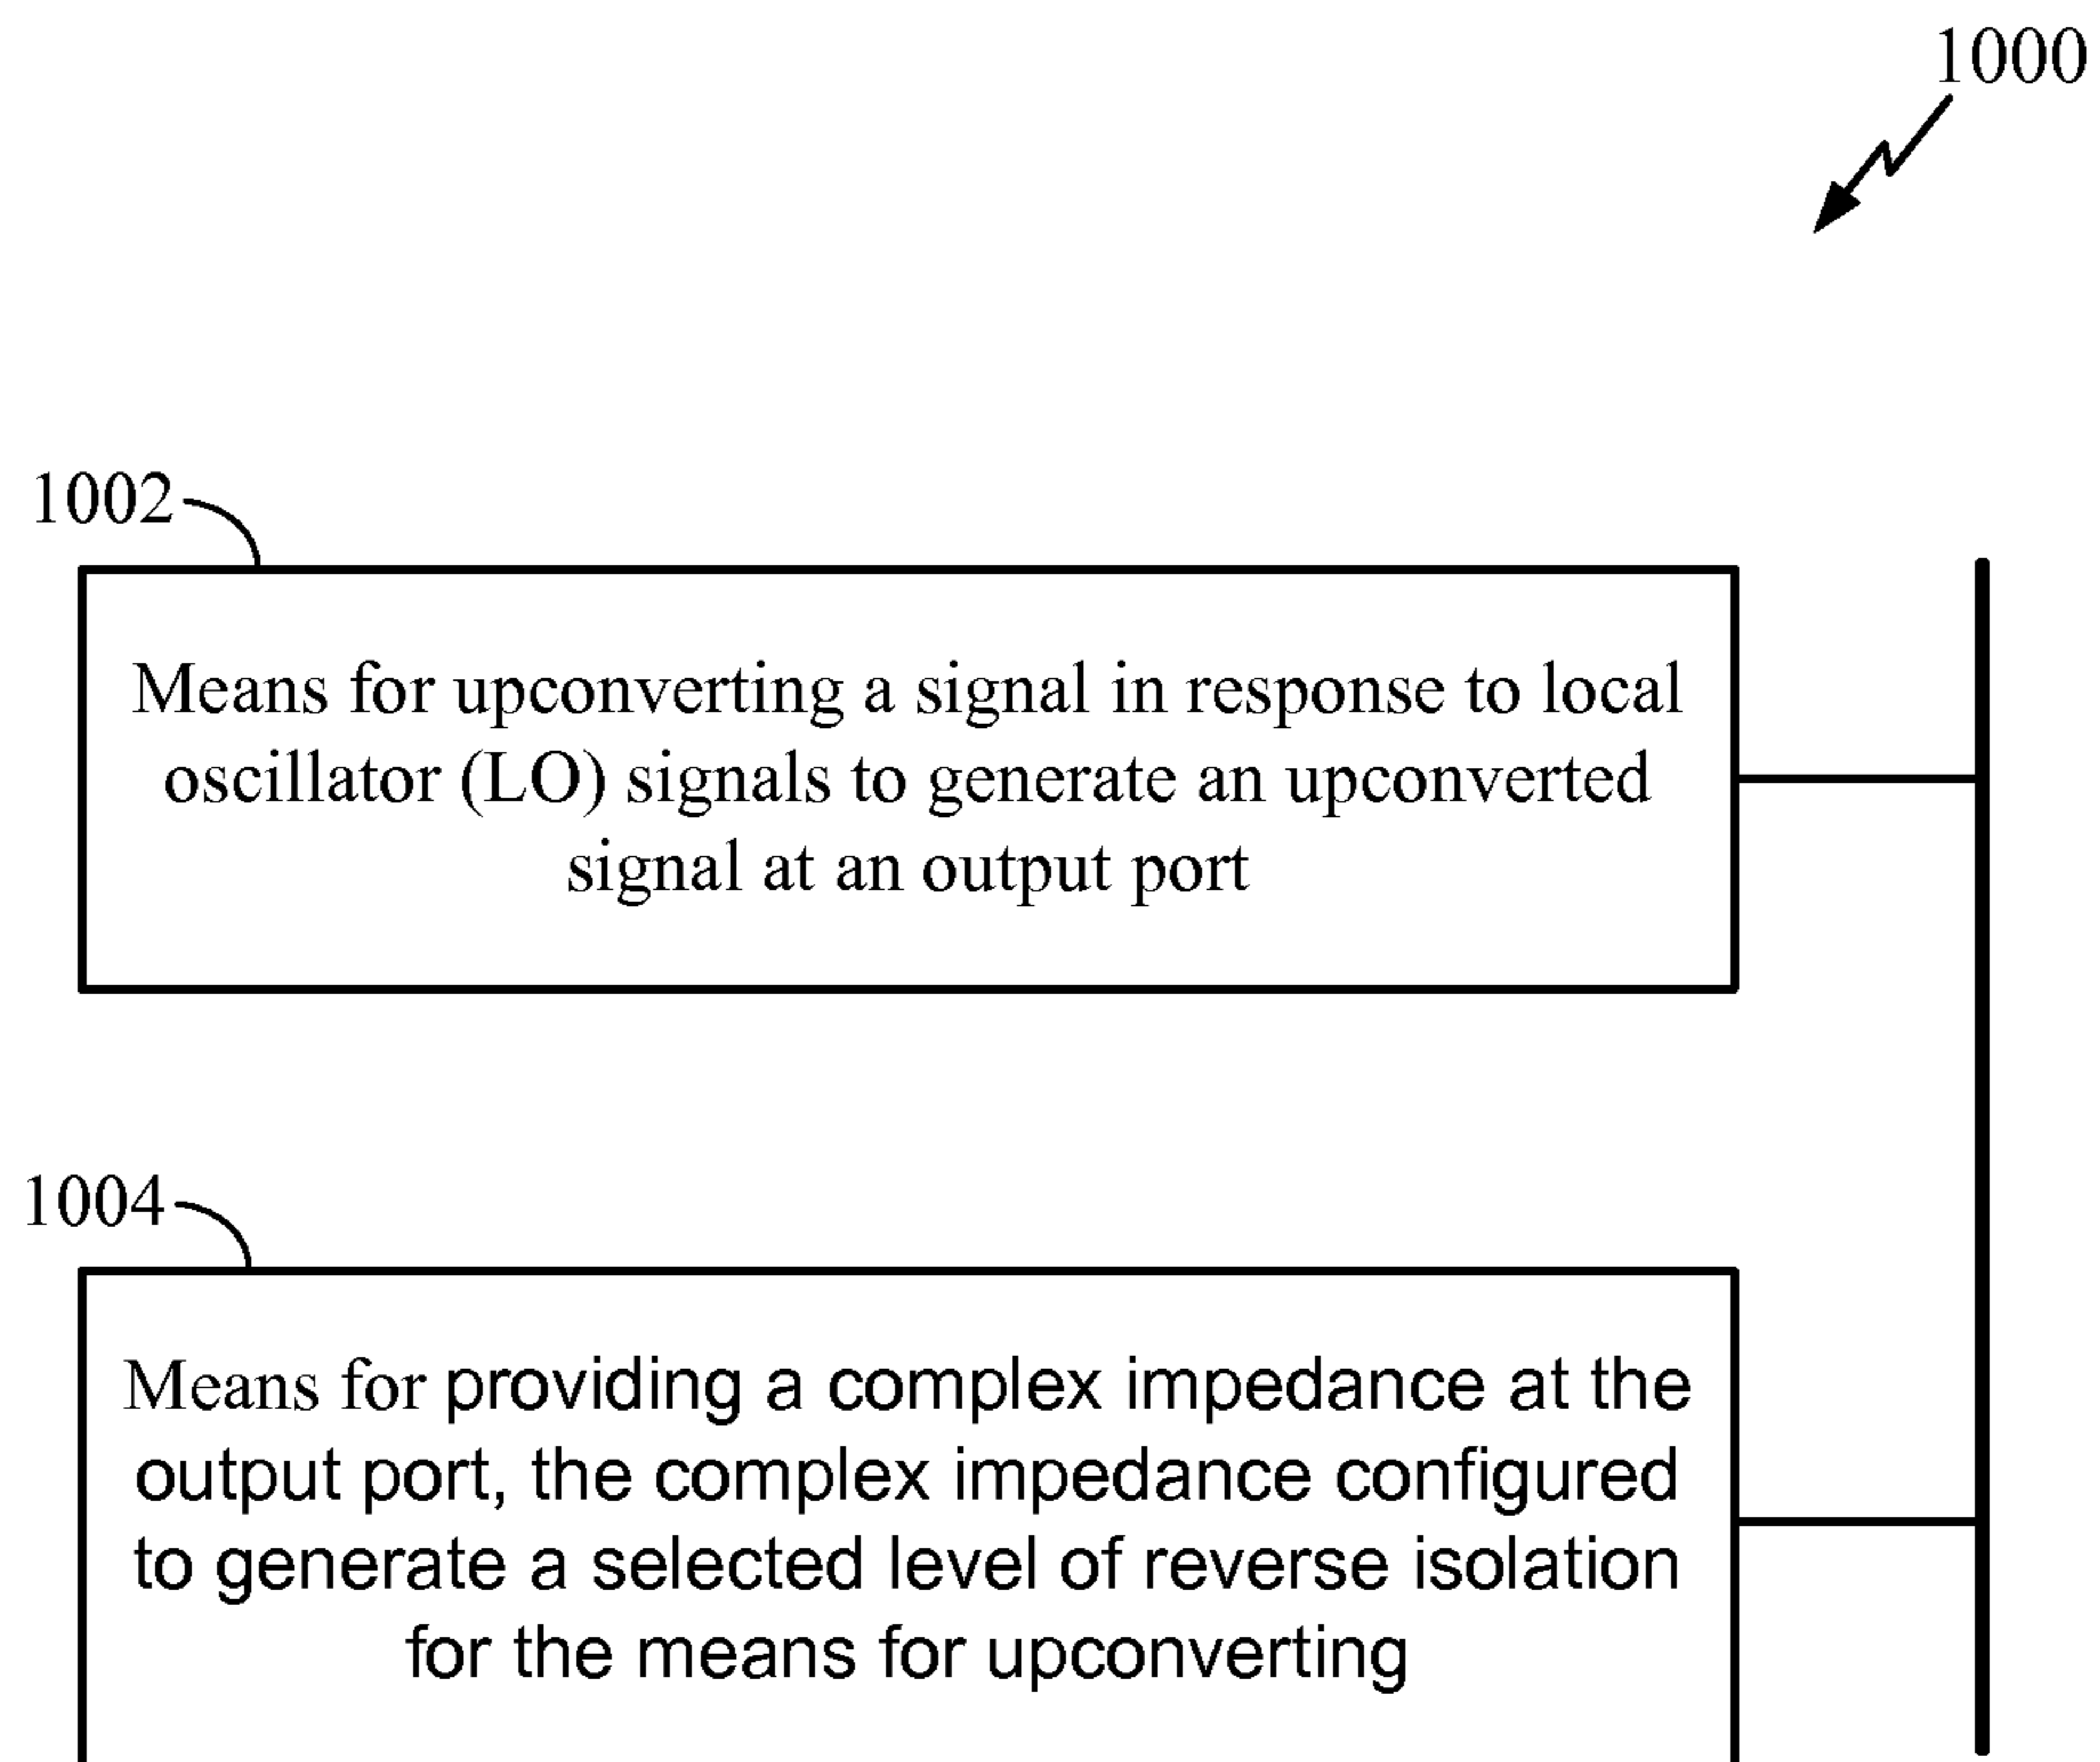 1000
1002
Means for upconverting a signal in response to local
oscillator (LO) signals to generate an upconverted
signal at an output port
1004
Means for providing a complex impedance at the
output port, the complex impedance configured
to generate a selected level of reverse isolation
for the means for upconverting